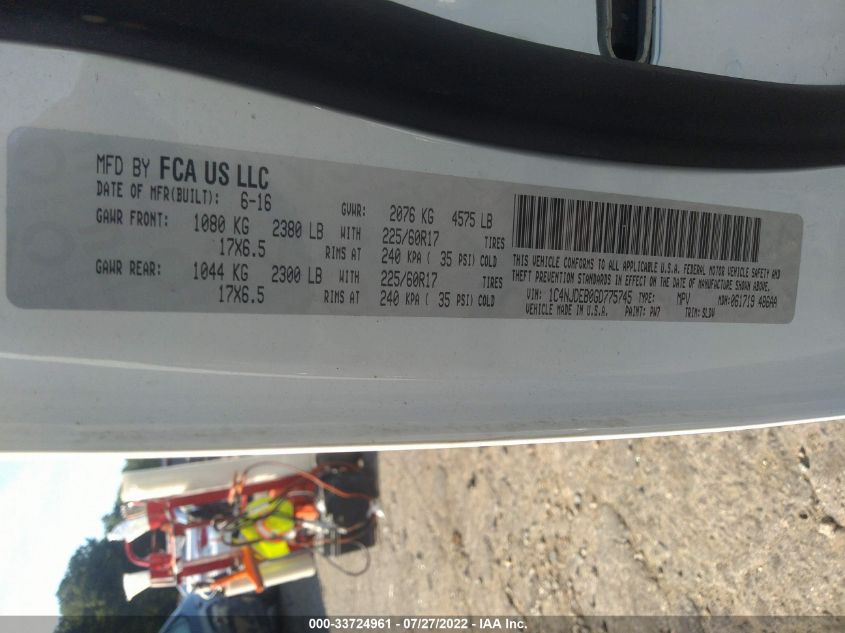 MFD BY FCA US LLC
DATE OF MFR(BUILT): 6-16
GVWR: 2076 KG 4575 LB
GAWR FRONT: 1080 KG 2380 LB WITH 225/60R17 TIRES
17X6.5 RIMS AT 240 KPA ( 35 PSI) COLD
GAWR REAR: 1044 KG 2300 LB WITH 225/60R17 TIRES
17X6.5 RIMS AT 240 KPA ( 35 PSI) COLD
THIS VEHICLE CONFORMS TO ALL APPLICABLE U.S.A. FEDERAL MOTOR VEHICLE SAFETY AND
THEFT PREVENTION STANDARDS IN EFFECT ON THE DATE OF MANUFACTURE SHOWN ABOVE.
VIN: 1C4NJDEB0GD775745 TYPE: MPV MDH:061719 486AA
VEHICLE MADE IN U.S.A. PAINT: PW7 TRIM: SLDV
000-33724961 - 07/27/2022 - IAA Inc.